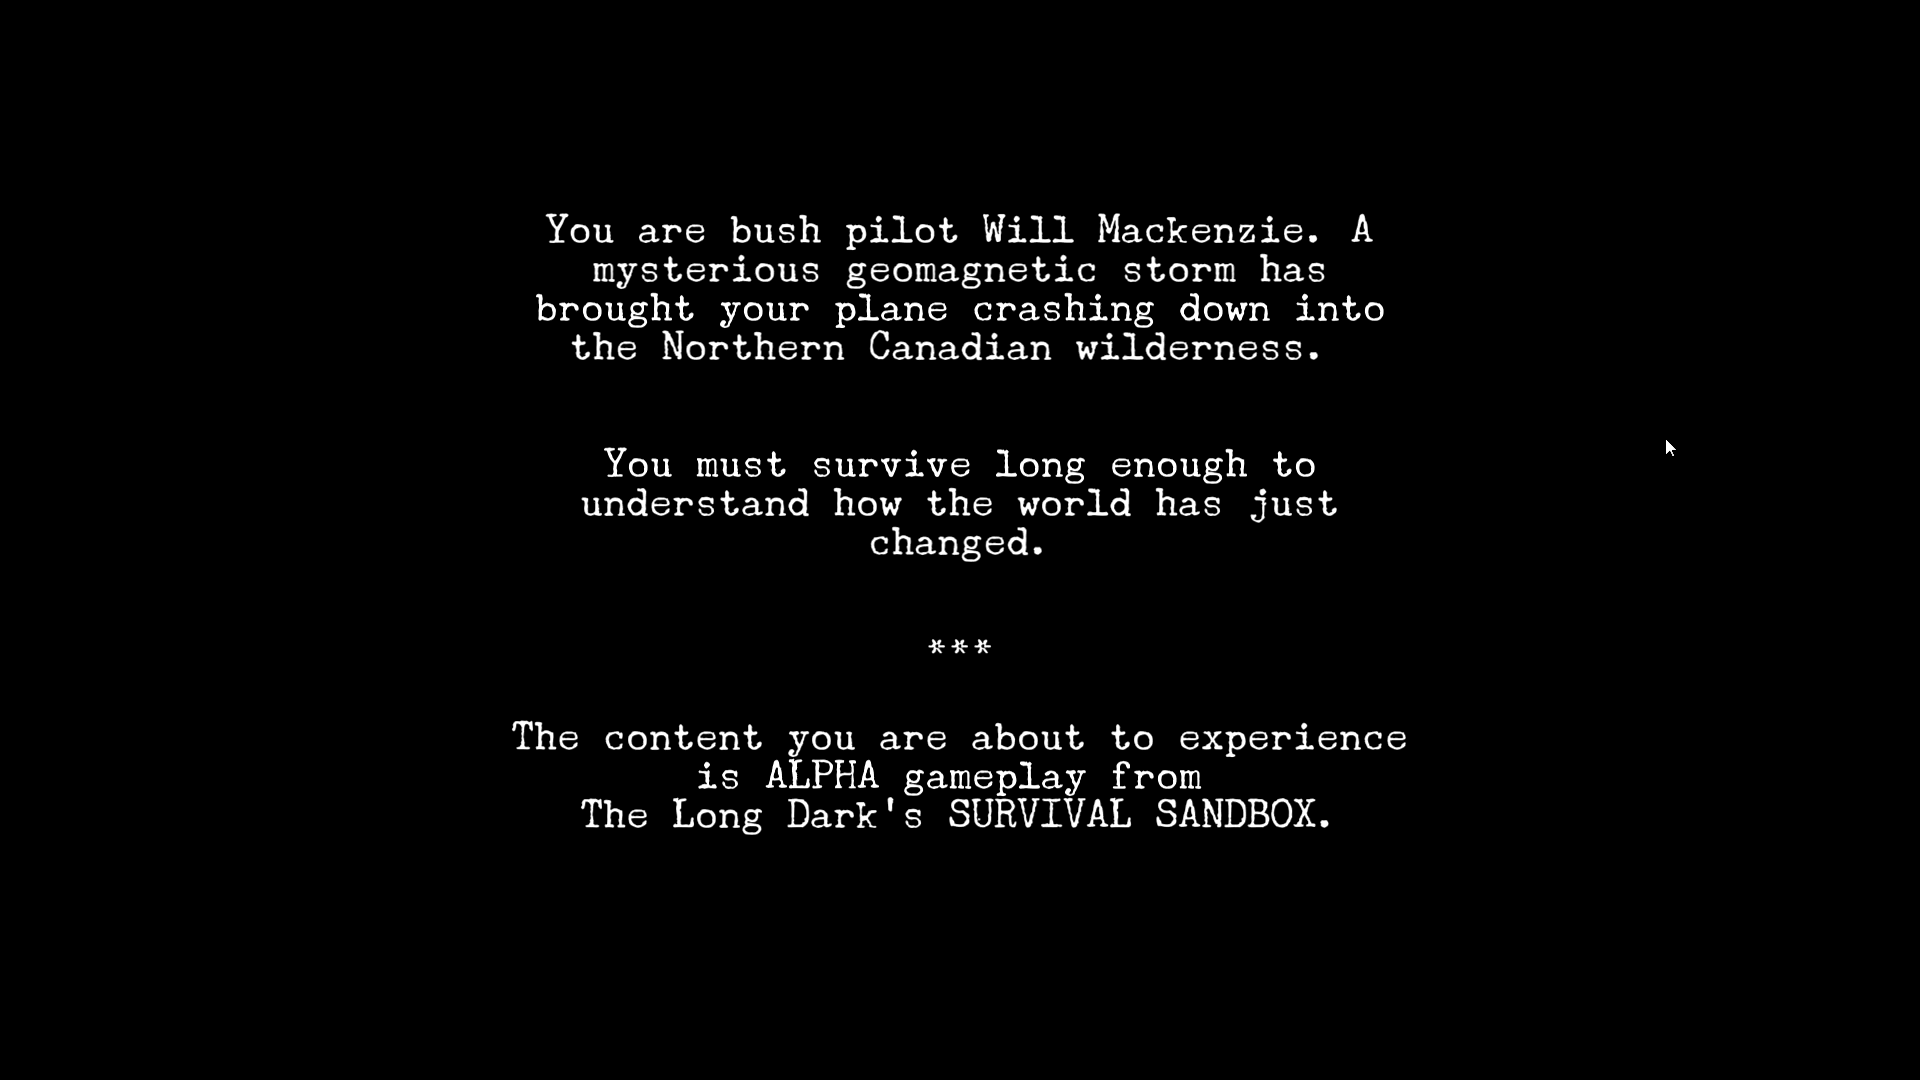 You are bush pilot Will Mackenzie. A
mysterious geomagnetic storm has
brought your plane crashing down into
the Northern Canadian wilderness.
You must survive long enough to
understand how the world has just
changed.
***
The content you are about to experience
is ALPHA gameplay from
The Long Dark's SURVIVAL SANDBOX.